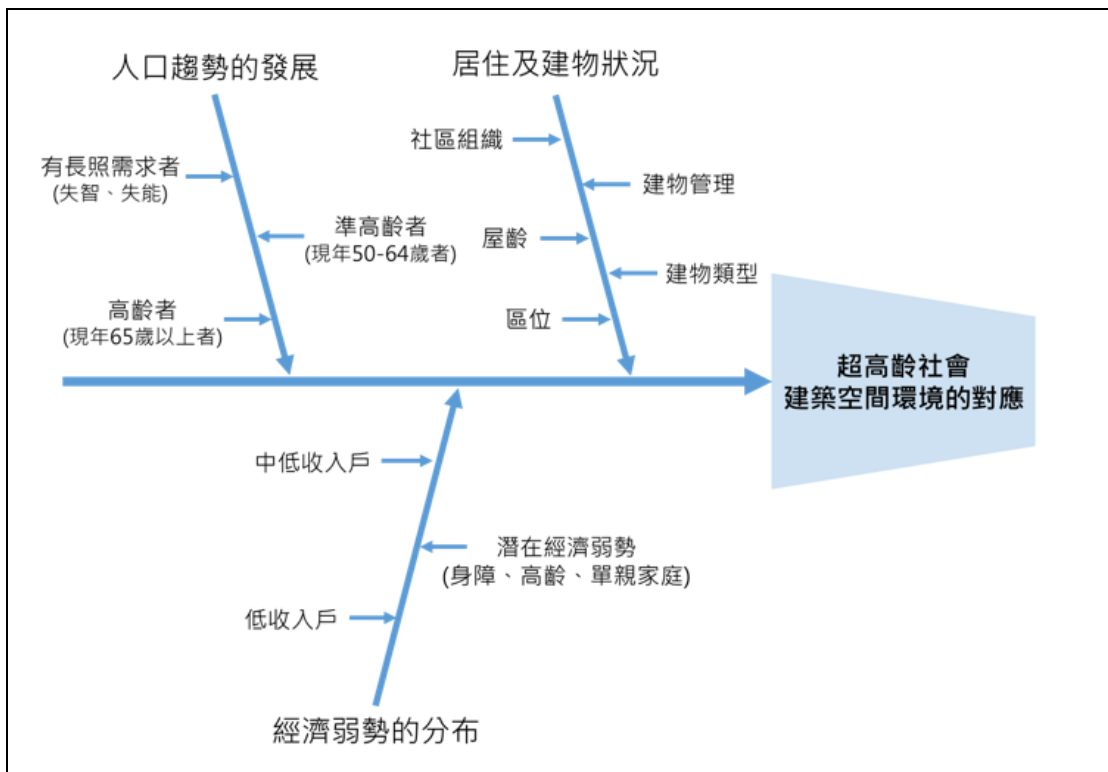 人口趨勢的發展
有長照需求者
(失智、失能)
準高齡者
(現年50-64歲者)
高齡者
(現年65歲以上者)
居住及建物狀況
社區組織
建物管理
屋齡
建物類型
區位
超高齡社會
建築空間環境的對應
中低收入戶
潛在經濟弱勢
(身障、高齡、單親家庭)
低收入戶
經濟弱勢的分布